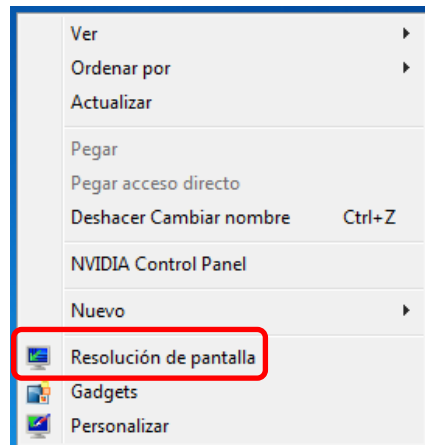 Ver
Ordenar por
Actualizar
Pegar
Pegar acceso directo
Deshacer Cambiar nombre Ctrl+Z
NVIDIA Control Panel
Nuevo
Resolución de pantalla
Gadgets
Personalizar